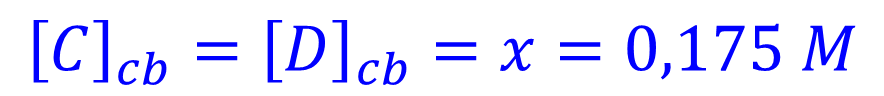 [C]cb = [D]cb = x = 0,175 M